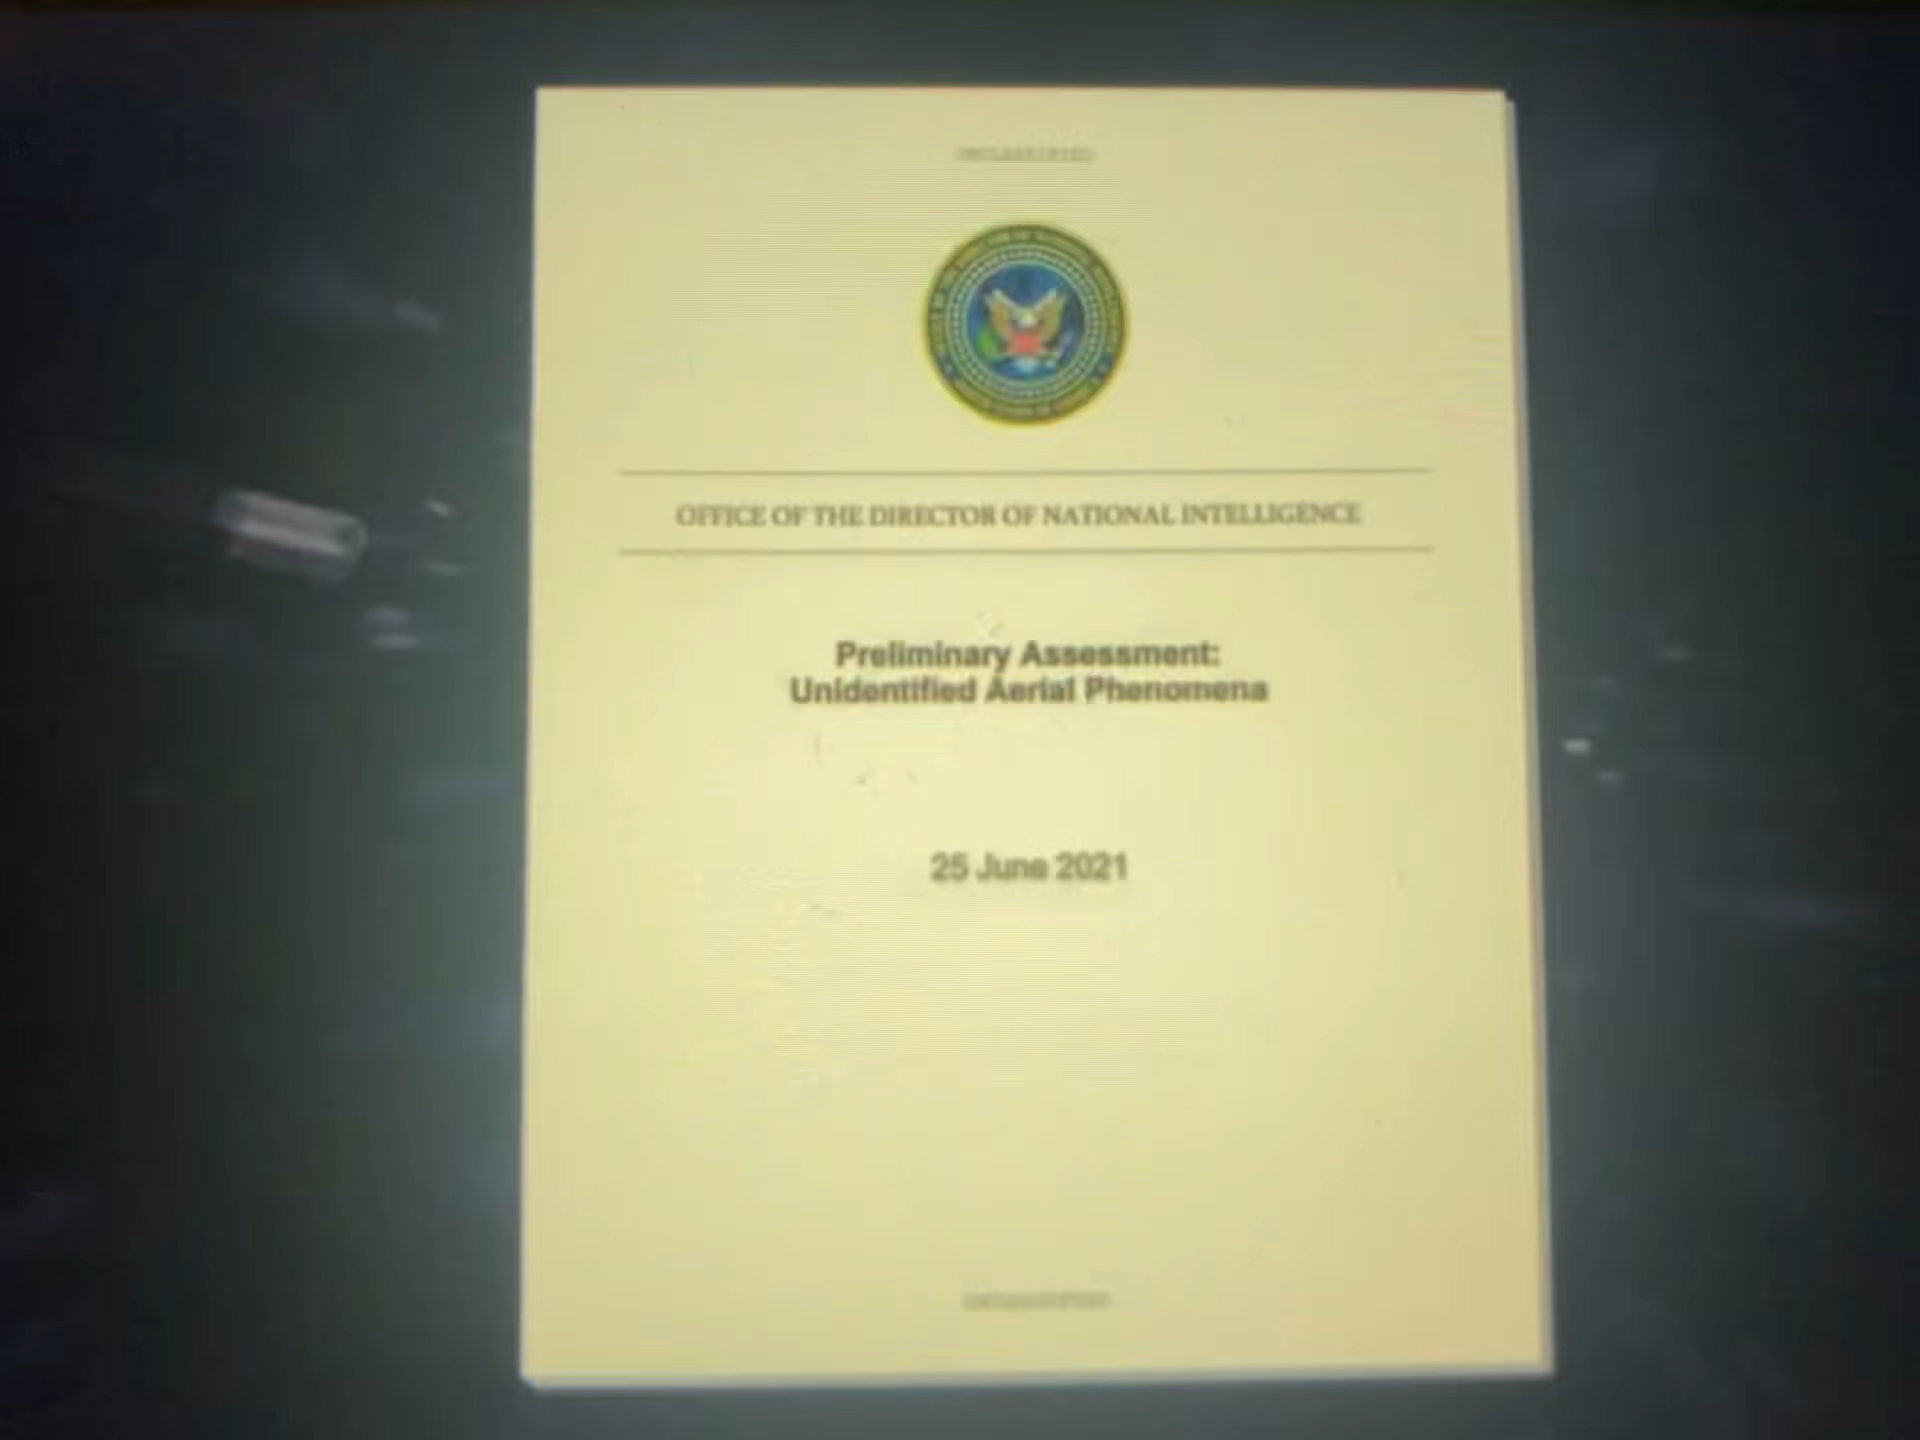 OFFICE OF THE DIRECTOR OF NATIONAL INTELLIGENCE
Preliminary Assessment:
Unidentified Aerial Phenomena
25 June 2021